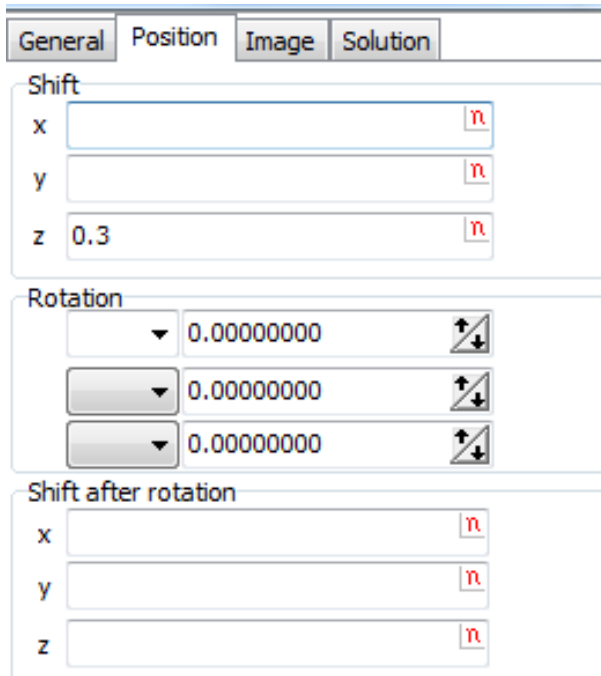 General Position Image Solution
Shift
x n
y n
z 0.3 n
Rotation
0.00000000
0.00000000
0.00000000
Shift after rotation
x n
y n
z n